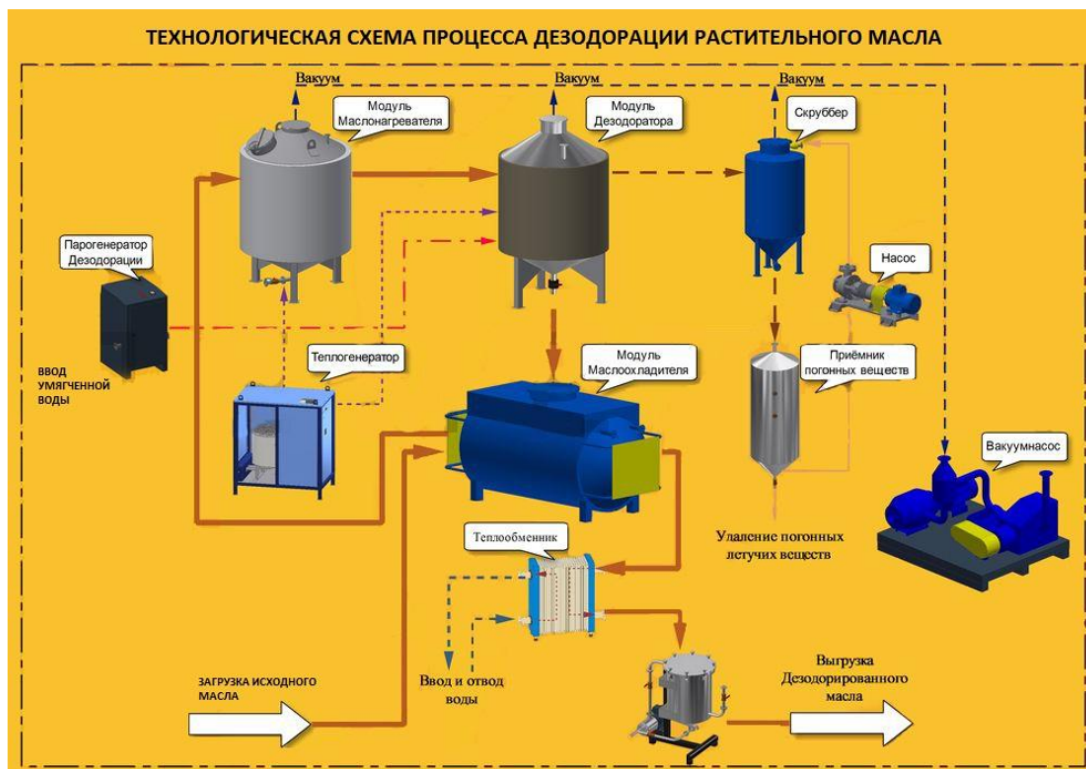 ТЕХНОЛОГИЧЕСКАЯ СХЕМА ПРОЦЕССА ДЕЗОДОРАЦИИ РАСТИТЕЛЬНОГО МАСЛА
Вакуум
Вакуум
Вакуум
Модуль
Маслонагревателя
Модуль
Дезодоратора
Скруббер
Парогенератор
Дезодорации
Насос
ВВОД
УМЯГЧЕННОЙ
ВОДЫ
Теплогенератор
Модуль
Маслоохладителя
Приёмник
погонных веществ
Вакуумнасос
Теплообменник
Улаление погонных
летучих веществ
ЗАГРУЗКА ИСХОДНОГО
МАСЛА
Ввод и отвод
воды
Выгрузка
Дезодорированного
масла